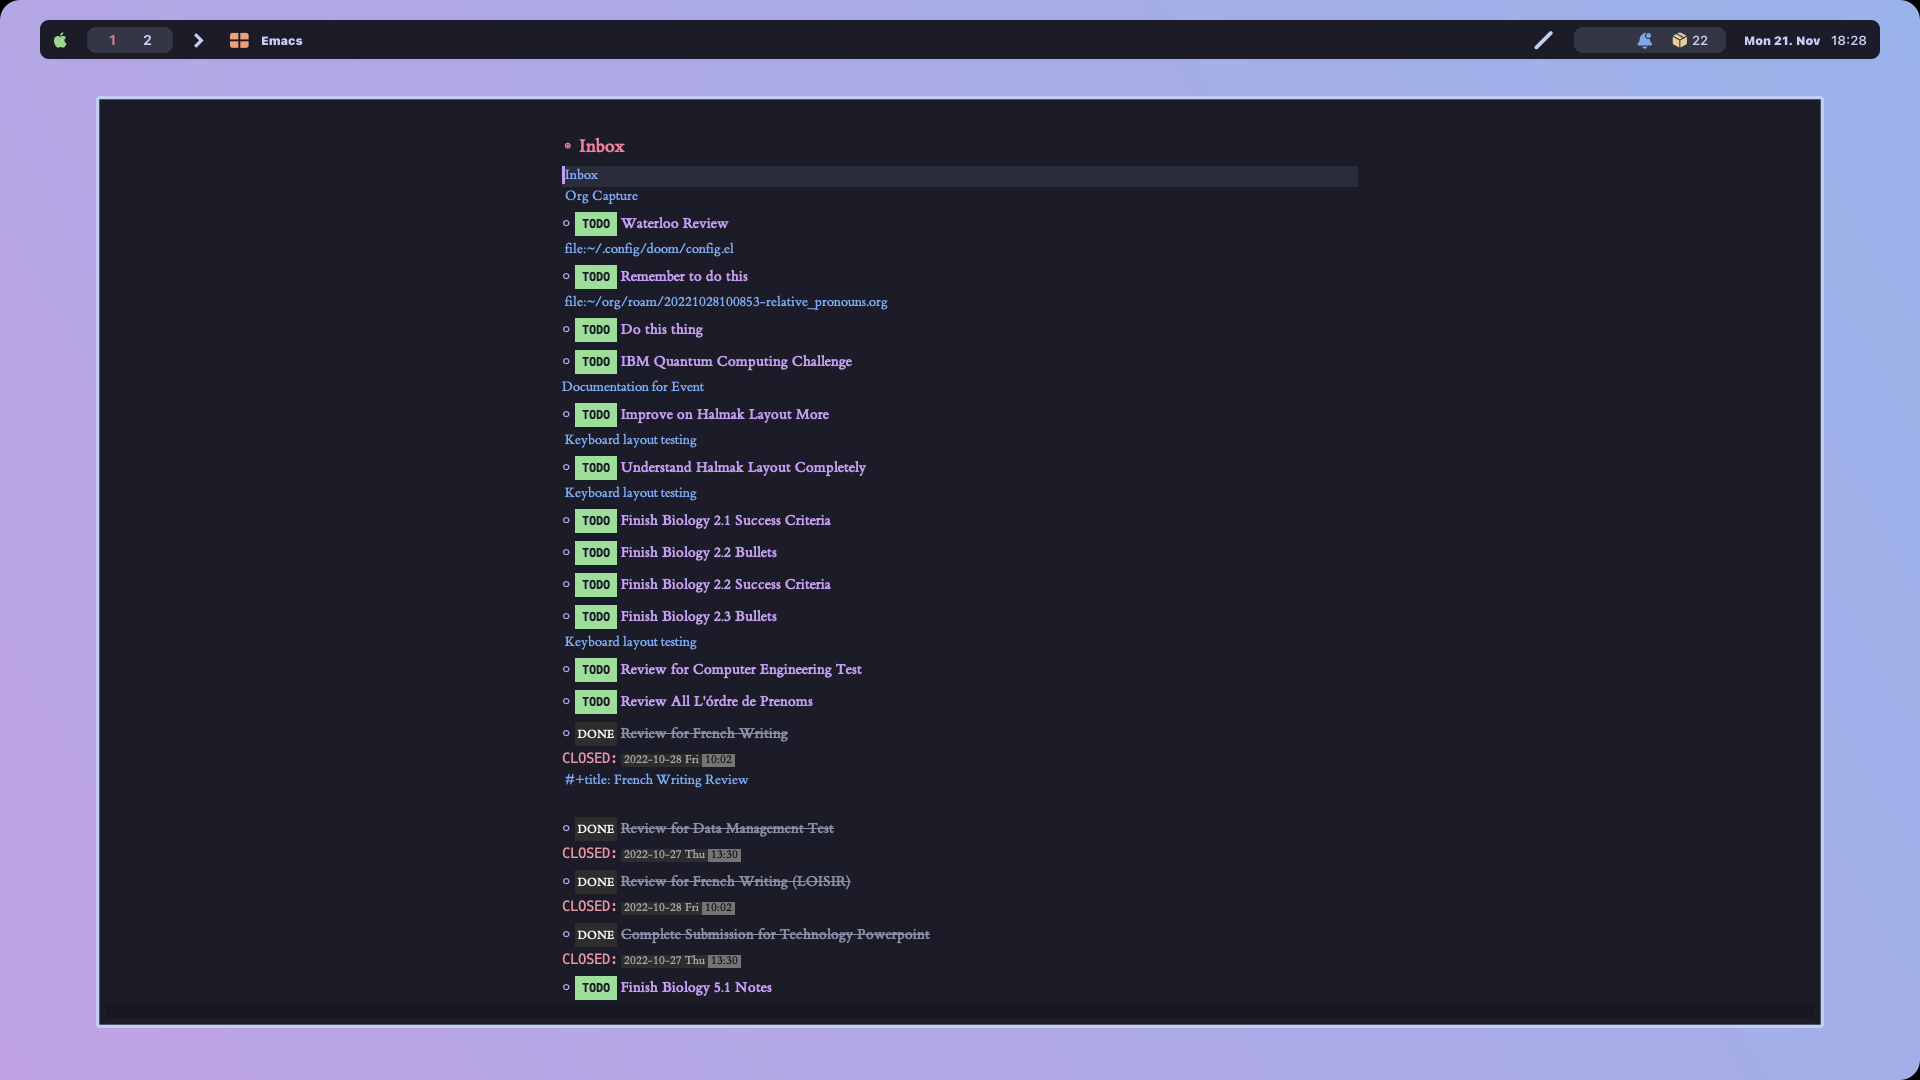 1 2 Emacs 22 Mon 21. Nov 18:28
Inbox
Inbox
Org Capture
TODO Waterloo Review
file:~/.config/doom/config.el
TODO Remember to do this
file:~/org/roam/20221028100853-relative_pronouns.org
TODO Do this thing
TODO IBM Quantum Computing Challenge
Documentation for Event
TODO Improve on Halmak Layout More
Keyboard layout testing
TODO Understand Halmak Layout Completely
Keyboard layout testing
TODO Finish Biology 2.1 Success Criteria
TODO Finish Biology 2.2 Bullets
TODO Finish Biology 2.2 Success Criteria
TODO Finish Biology 2.3 Bullets
Keyboard layout testing
TODO Review for Computer Engineering Test
TODO Review All L'órdre de Prenoms
DONE Review for French Writing
CLOSED: 2022-10-28 Fri 10:02
#+title: French Writing Review
DONE Review for Data Management Test
CLOSED: 2022-10-27 Thu 13:30
DONE Review for French Writing (LOISIR)
CLOSED: 2022-10-28 Fri 10:02
DONE Complete Submission for Technology Powerpoint
CLOSED: 2022-10-27 Thu 13:30
TODO Finish Biology 5.1 Notes